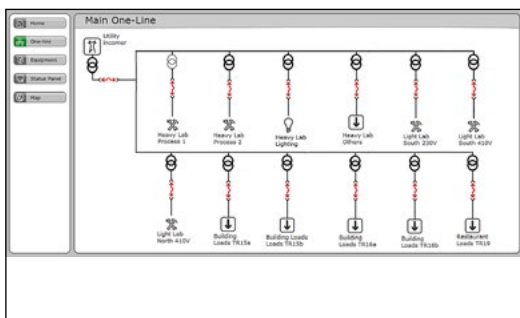 Home
One-line
Equipment
Status Panel
Map
Main One-Line
Utility
Incomer
Heavy Lab
Process 1
Heavy Lab
Process 2
Heavy Lab
Lighting
Heavy Lab
Others
Light Lab
South 230V
Light Lab
South 410V
Light Lab
North 410V
Building
Loads TR15a
Building Loads
Loads TR15b
Building
Loads TR16a
Building
Loads TR16b
Restaurant
Loads TR19